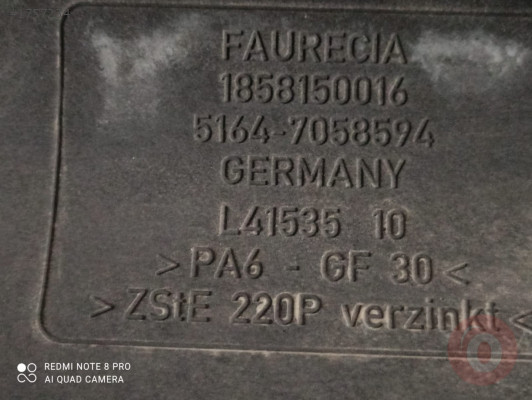 FAURECIA
1858150016
5164-7058594
GERMANY
L41535 10
>PA6 - GF 30<
>ZStE 220P verzinkt<
REDMI NOTE 8 PRO
AI QUAD CAMERA